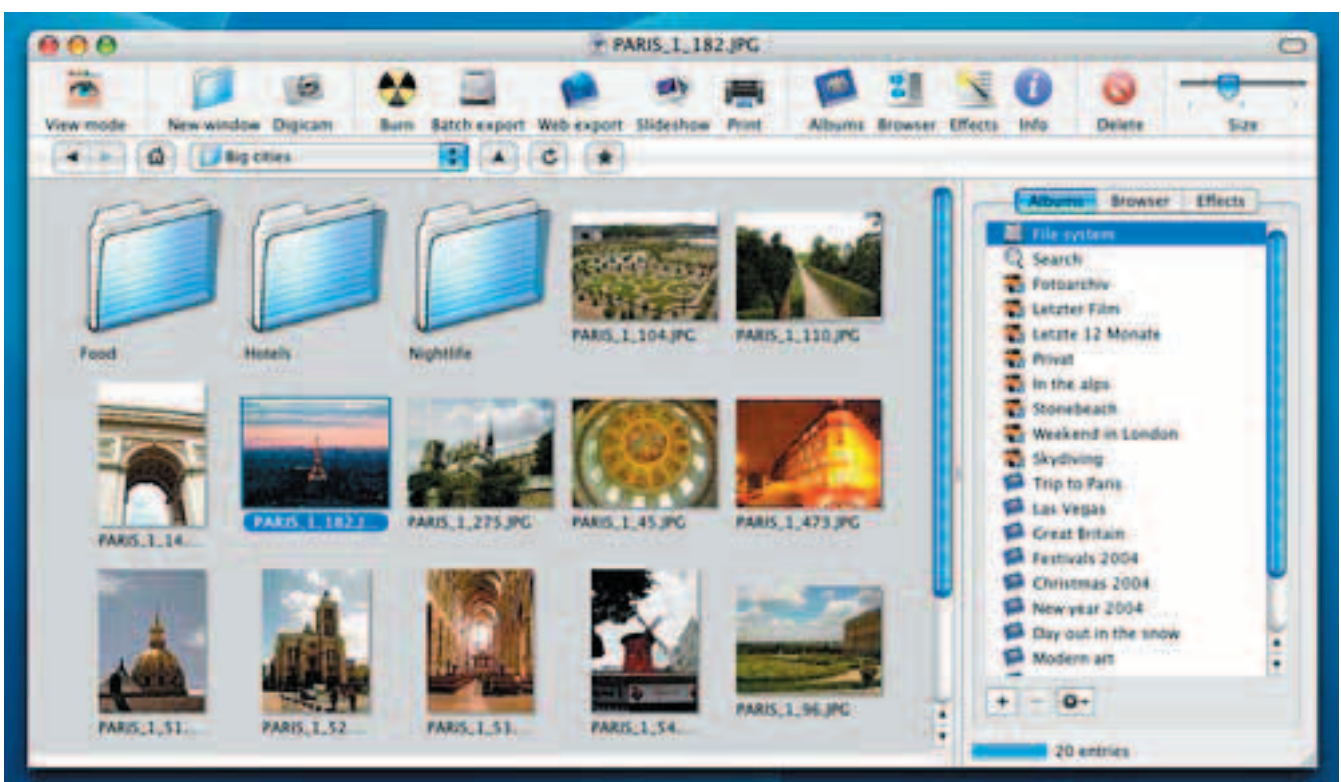 PARIS_1_182.JPG
View mode New window Digicam Burn Batch export Web export Slideshow Print Albums Browser Effects Info Delete Size
Big cities
Albums Browser Effects
Food
Hotels
Nightlife
PARIS_1_104.JPG
PARIS_1_110.JPG
PARIS_1_14...
PARIS_1_182.J...
PARIS_1_275.JPG
PARIS_1_45.JPG
PARIS_1_473.JPG
PARIS_1_51...
PARIS_1_52...
PARIS_1_53...
PARIS_1_54...
PARIS_1_96.JPG
File system
Search
Fotoarchiv
Letzter Film
Letzte 12 Monate
Privat
In the alps
Stonebeach
Weekend in London
Skydiving
Trip to Paris
Las Vegas
Great Britain
Festivals 2004
Christmas 2004
New year 2004
Day out in the snow
Modern art
20 entries